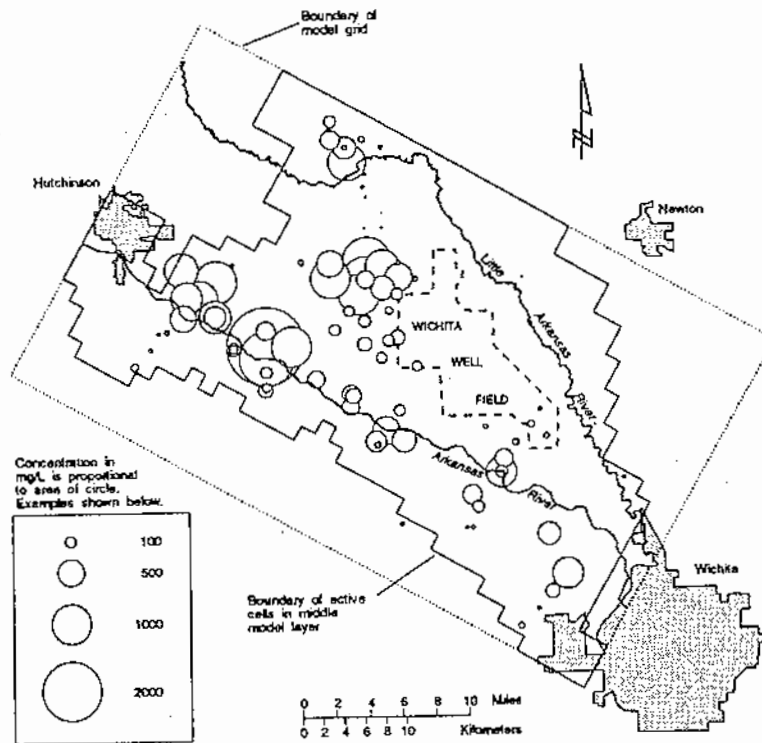 Boundary of
model grid
N
Hutchinson
Newton
Little
Arkansas
River
WICHITA
WELL
FIELD
Arkansas
River
Concentration in
mg/L is proportional
to area of circle.
Examples shown below.
100
500
1000
2000
Boundary of active
cells in middle
model layer
Wichita
0 2 4 6 8 10 Miles
0 2 4 6 8 10
Kilometers